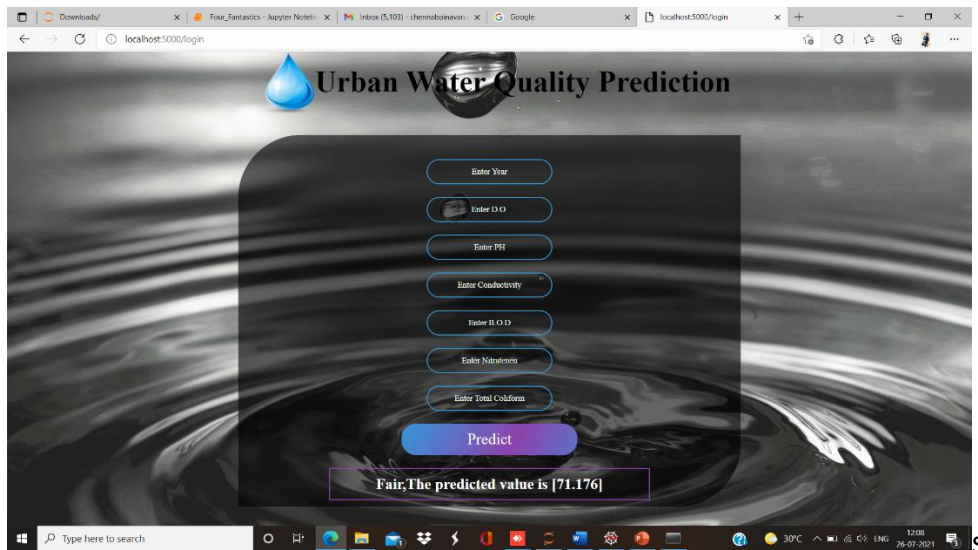 Downloads/
Four_Fantastics - Jupyter Notebo
Inbox (5,103) - chennaboinavara
Google
localhost:5000/login
localhost:5000/login
Urban Water Quality Prediction
Enter Year
Enter D.O
Enter PH
Enter Conductivity
Enter B.O.D
Enter Nitratenen
Enter Total Coliform
Predict
Fair,The predicted value is [71.176]
Type here to search
30°C
ENG
12:08
26-07-2021